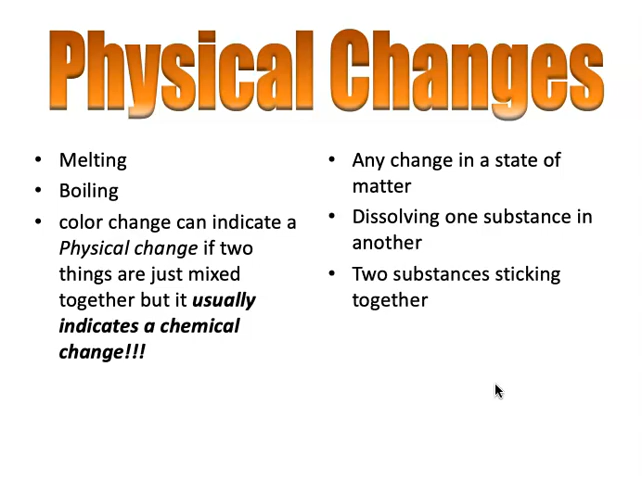 Physical Changes
• Melting
• Boiling
• color change can indicate a
Physical change if two
things are just mixed
together but it usually
indicates a chemical
change!!!
• Any change in a state of
matter
• Dissolving one substance in
another
• Two substances sticking
together